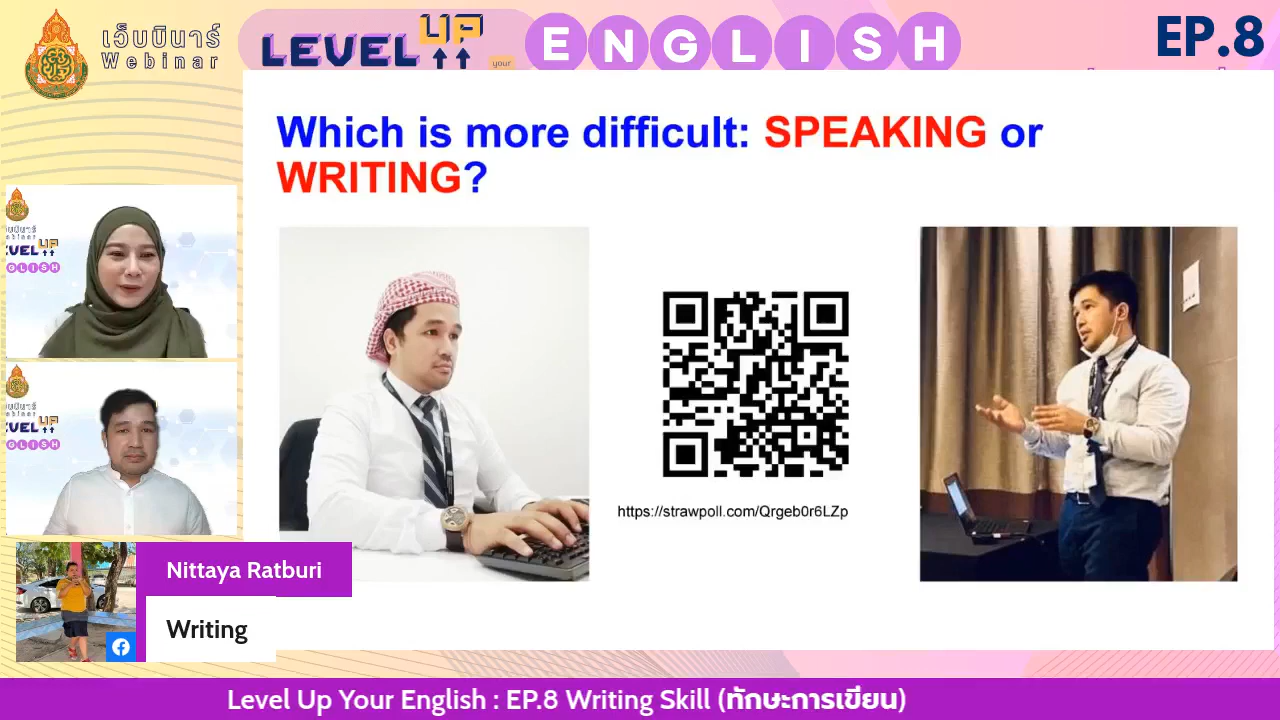 เว็บบินาร์
Webinar
LEVEL UP
your
ENGLISH
EP.8
Which is more difficult: SPEAKING or
WRITING?
https://strawpoll.com/Qrgeb0r6LZp
Nittaya Ratburi
Writing
Level Up Your English : EP.8 Writing Skill (ทักษะการเขียน)